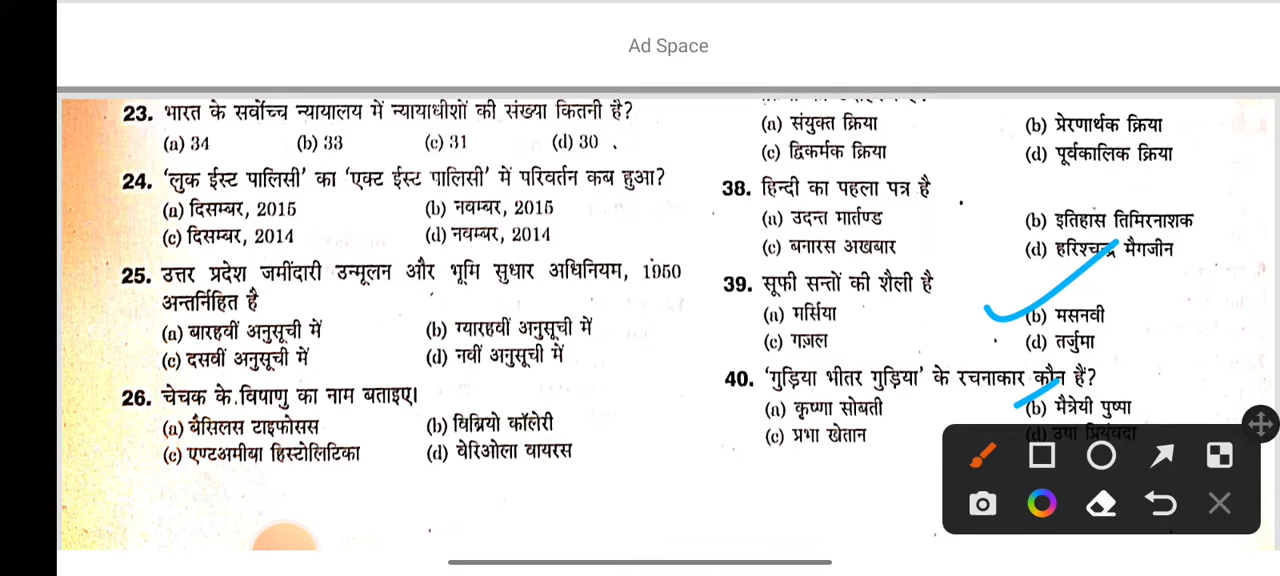 Ad Space
23. भारत के सर्वोच्च न्यायालय में न्यायाधीशों की संख्या कितनी है?
(a) 34 (b) 33 (c) 31 (d) 30
24. 'लुक ईस्ट पालिसी' का 'एक्ट ईस्ट पालिसी' में परिवर्तन कब हुआ?
(a) दिसम्बर, 2015 (b) नवम्बर, 2015
(c) दिसम्बर, 2014 (d) नवम्बर, 2014
25. उत्तर प्रदेश जमींदारी उन्मूलन और भूमि सुधार अधिनियम, 1950
अन्तर्निहित है
(a) बारहवीं अनुसूची में (b) ग्यारहवीं अनुसूची में
(c) दसवीं अनुसूची में (d) नवीं अनुसूची में
26. चेचक के विषाणु का नाम बताइए।
(a) बैसिलस टाइफोसस (b) विब्रियो कॉलेरी
(c) एण्टअमीबा हिस्टोलिटिका (d) वेरिओला वायरस
(a) संयुक्त क्रिया (b) प्रेरणार्थक क्रिया
(c) द्विकर्मक क्रिया (d) पूर्वकालिक क्रिया
38. हिन्दी का पहला पत्र है
(a) उदन्त मार्तण्ड (b) इतिहास तिमिरनाशक
(c) बनारस अखबार (d) हरिश्चन्द्र मैगजीन
39. सूफी सन्तों की शैली है
(a) मर्सिया (b) मसनवी
(c) गज़ल (d) तर्जुमा
40. 'गुड़िया भीतर गुड़िया' के रचनाकार कौन हैं?
(a) कृष्णा सोबती (b) मैत्रेयी पुष्पा
(c) प्रभा खेतान (d) उषा प्रियंवदा